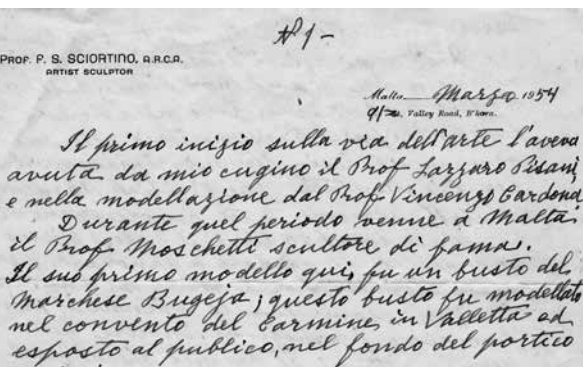 Nº 1-
PROF. P. S. SCIORTINO, A.R.C.A.
ARTIST SCULPTOR
Malta Marzo 1954
Valley Road, B'kara.
Il primo inizio sulla via dell'arte l'aveva
avuta da mio cugino il Prof Lazzaro Pisani
e nella modellazione dal Prof Vincenzo Cardona
Durante quel periodo venne a Malta
il Prof Moschetti scultore di fama.
Il suo primo modello qui, fu un busto del
Marchese Bugeja; questo busto fu modellato
nel convento del Carmine, in Valletta ed
esposto al publico, nel fondo del portico